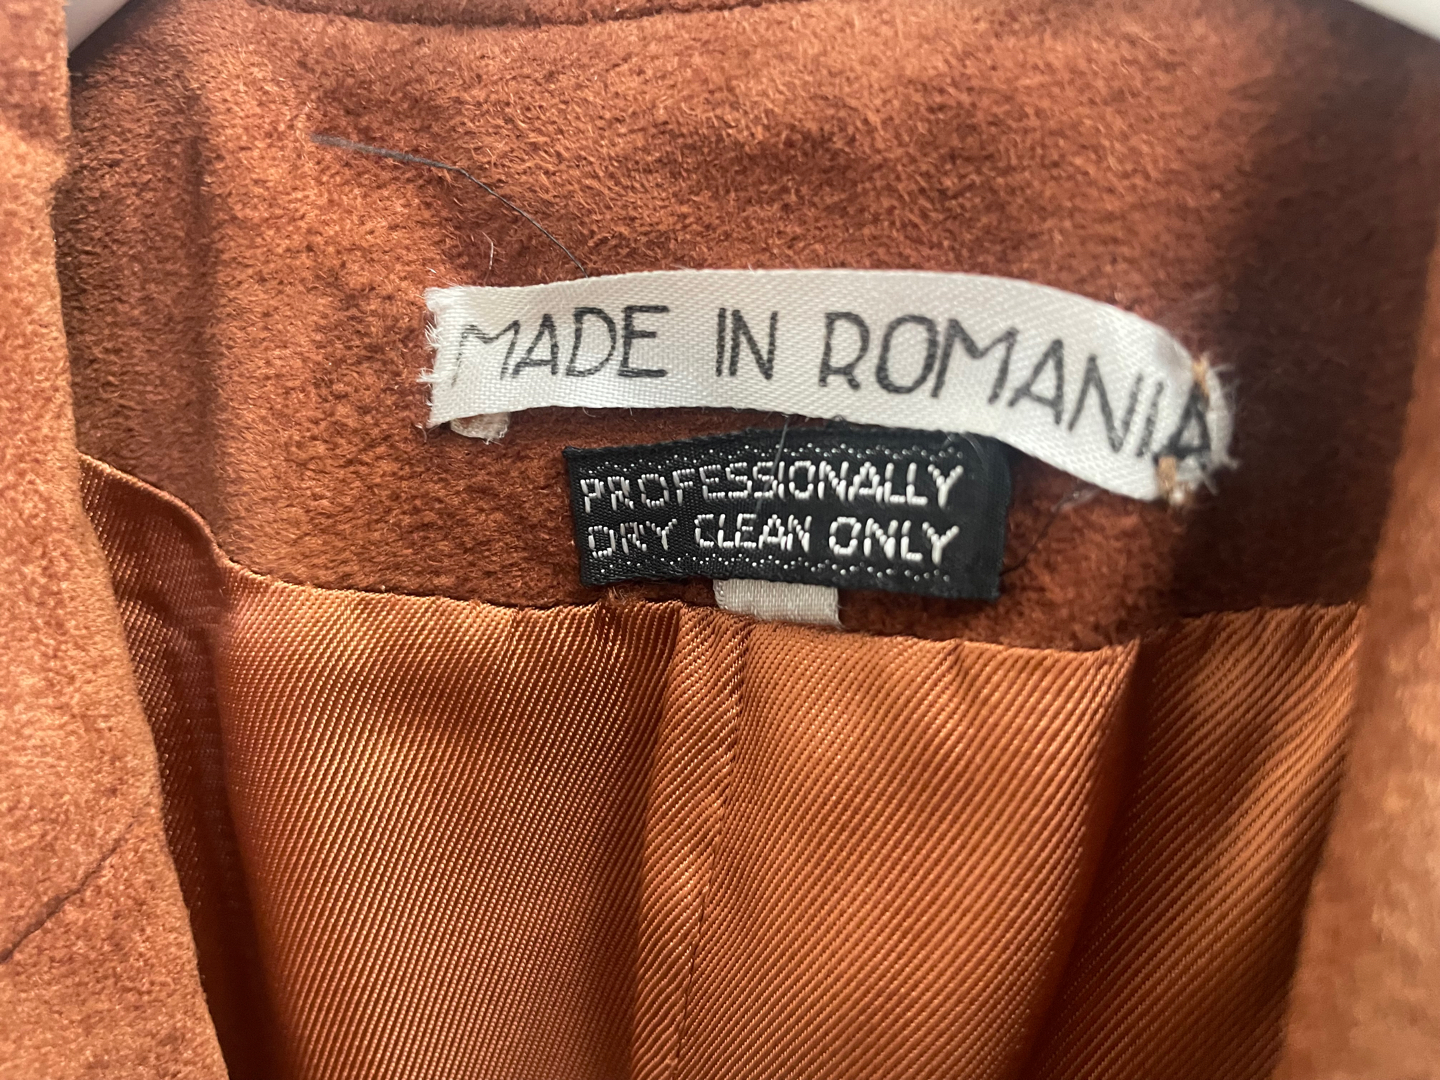 MADE IN ROMANIA
PROFESSIONALLY
DRY CLEAN ONLY